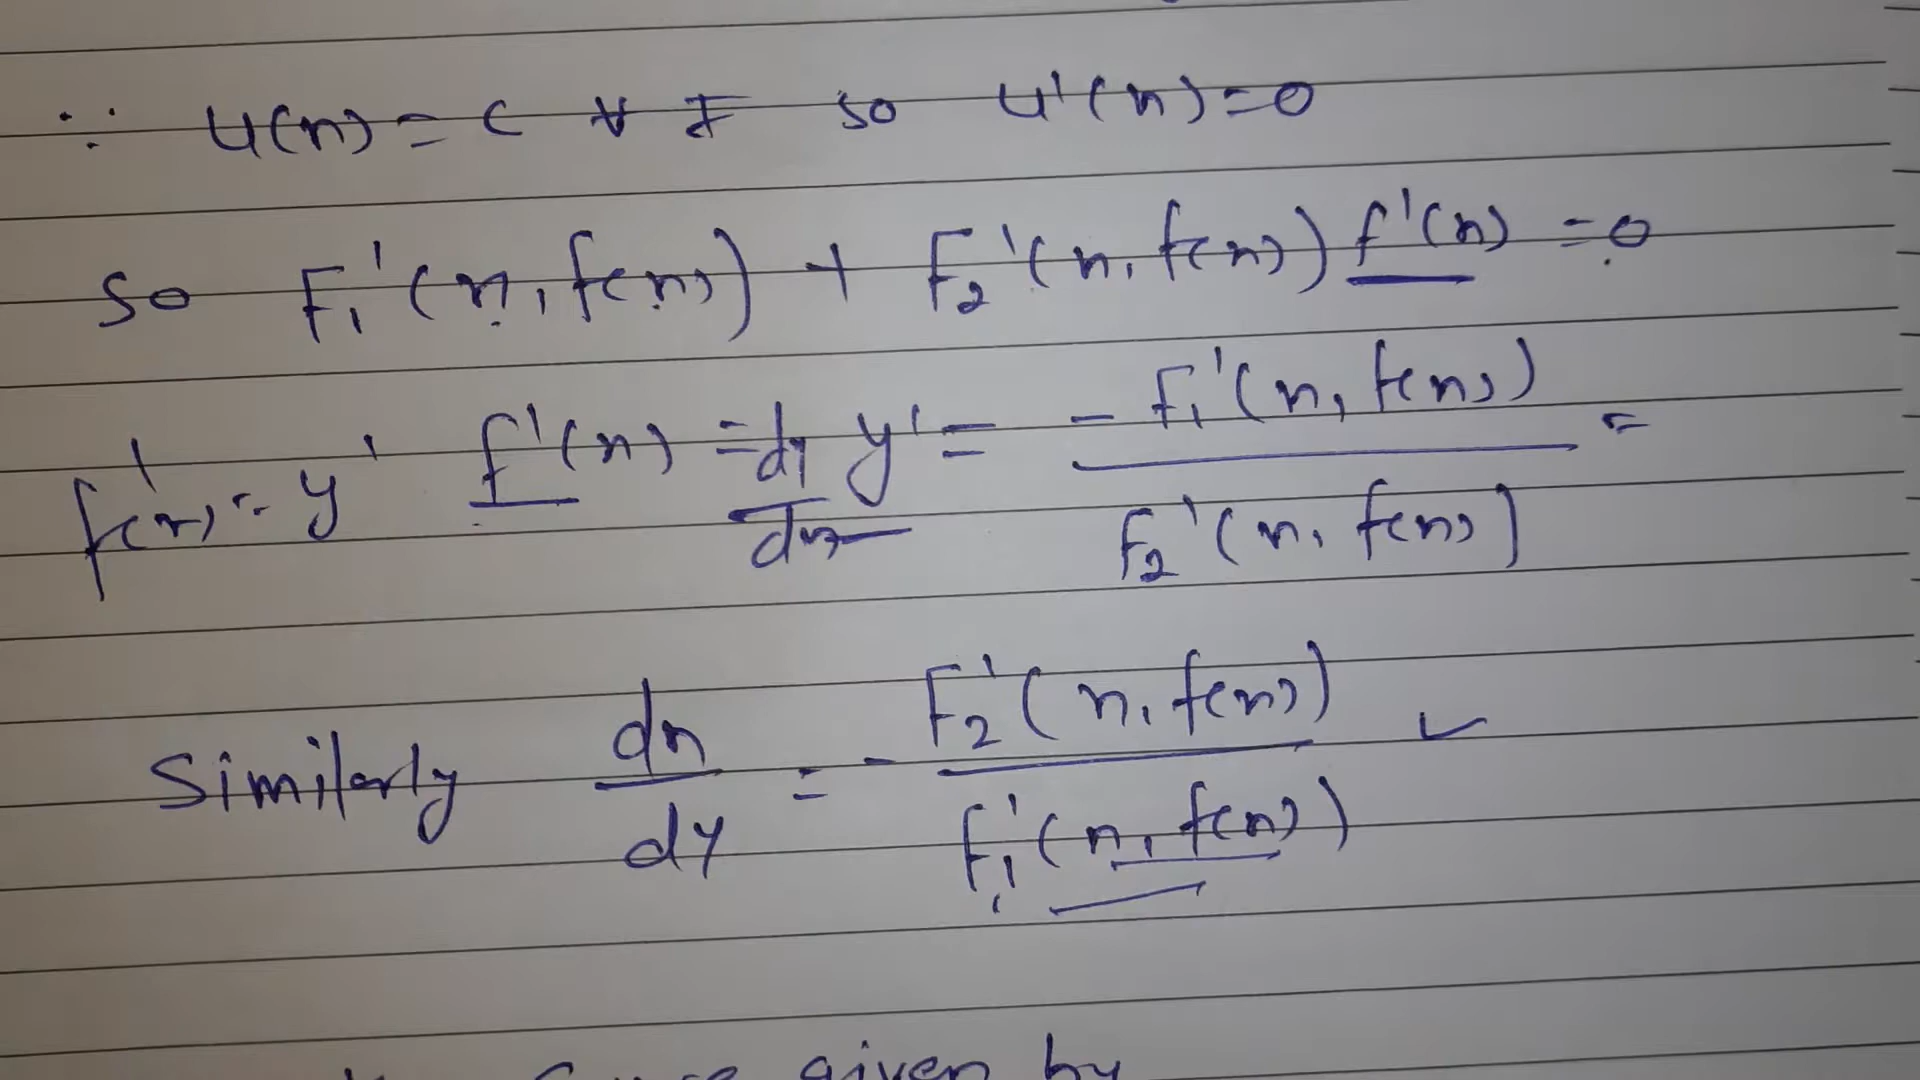 ∵ u(x) = c ∀ I so u'(x) = 0
So F₁'(x, f(x)) + F₂'(x, f(x)) f'(x) = 0
f'(x) = y' f'(x) = dy/dx y' = -F₁'(x, f(x)) / F₂'(x, f(x)) =
Similarly dx/dy = - F₂'(x, f(x)) / F₁'(x, f(x)) ✓
given by